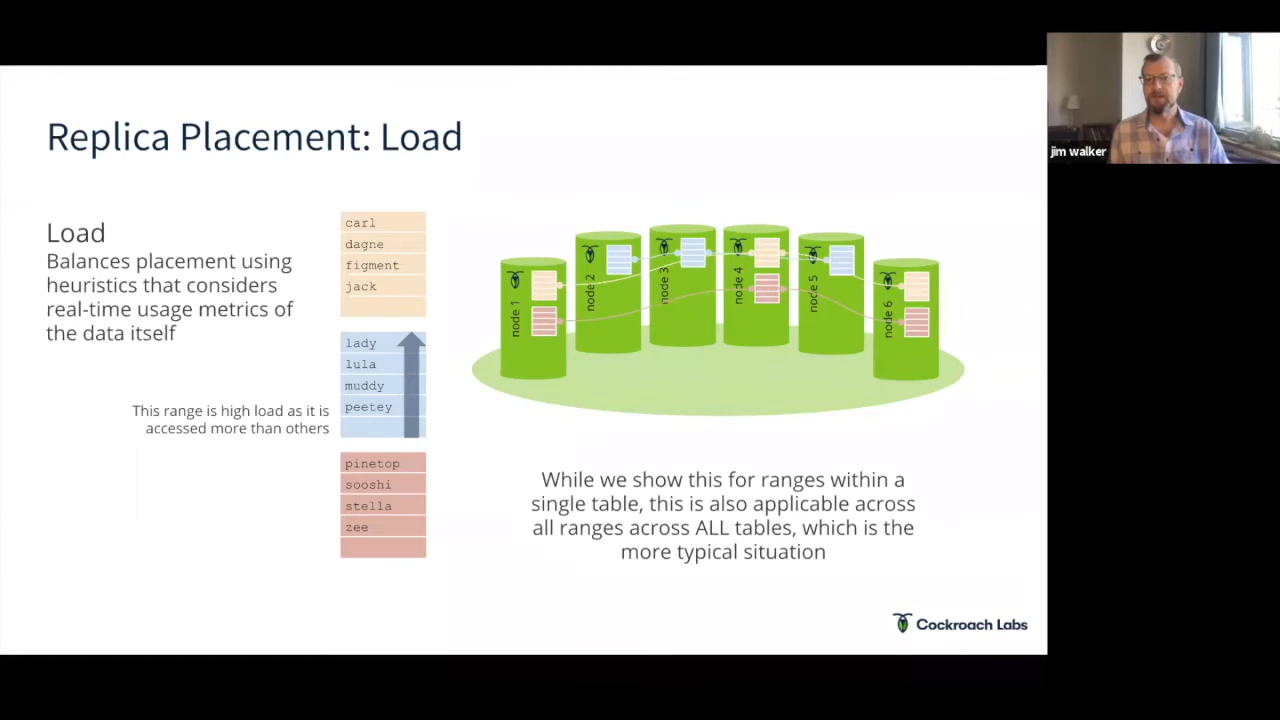 Replica Placement: Load
jim walker
Load
Balances placement using
heuristics that considers
real-time usage metrics of
the data itself
This range is high load as it is
accessed more than others
carl
dagne
figment
jack
lady
lula
muddy
peetey
pinetop
sooshi
stella
zee
node 1
node 2
node 3
node 4
node 5
node 6
While we show this for ranges within a
single table, this is also applicable across
all ranges across ALL tables, which is the
more typical situation
Cockroach Labs